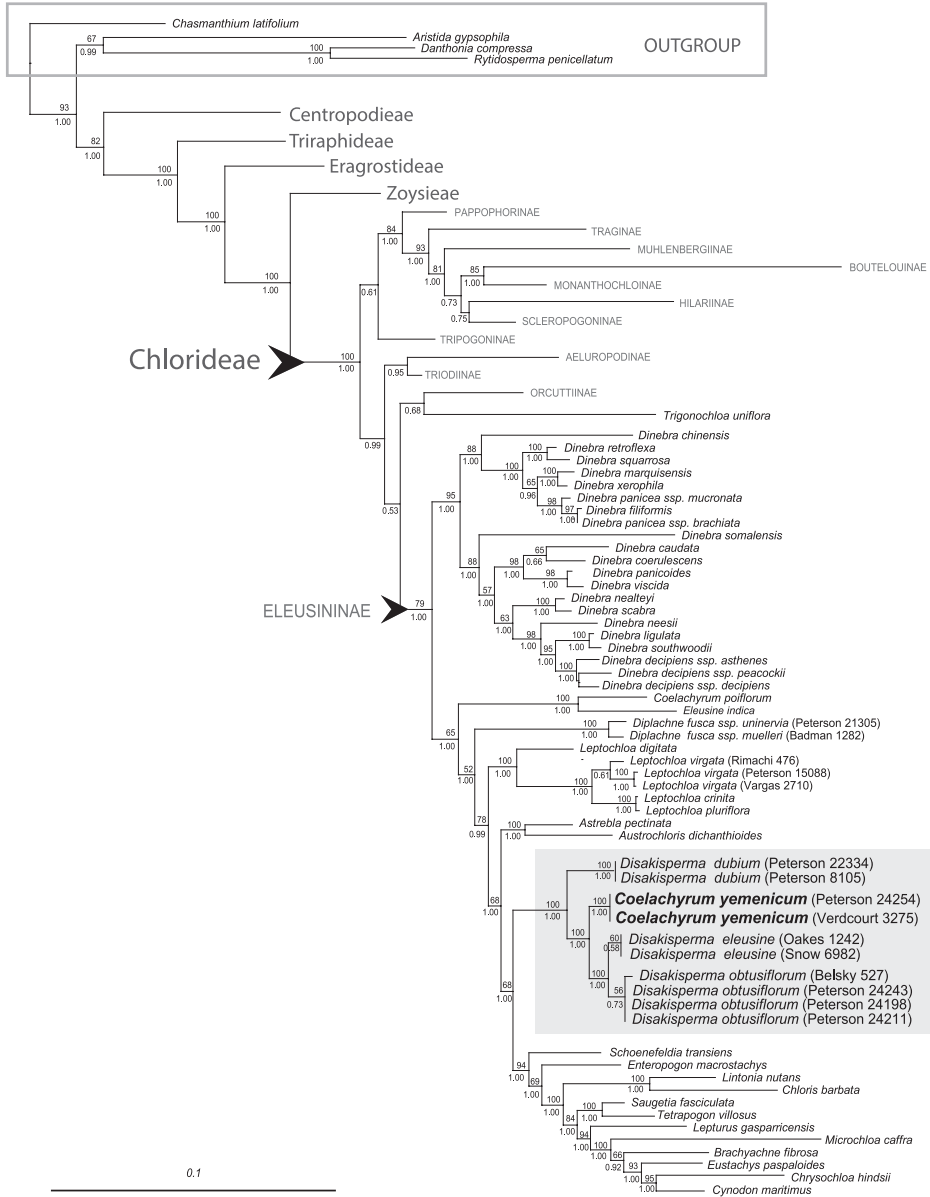 Chasmanthium latifolium
67
0.99
Aristida gypsophila
100
1.00
Danthonia compressa
Rytidosperma penicellatum
OUTGROUP
93
1.00
82
1.00
Centropodieae
100
1.00
Triraphideae
Eragrostideae
100
1.00
Zoysieae
100
1.00
PAPPOPHORINAE
84
1.00
TRAGINAE
93
1.00
MUHLENBERGIINAE
81
1.00
85
1.00
BOUTELOUINAE
MONANTHOCHLOINAE
0.61
0.73
HILARIINAE
0.75
SCLEROPOGONINAE
TRIPOGONINAE
Chlorideae
100
1.00
AELUROPODINAE
0.95
TRIODIINAE
ORCUTTIINAE
0.68
Trigonochloa uniflora
0.99
0.53
Dinebra chinensis
88
1.00
100
1.00
Dinebra retroflexa
Dinebra squarrosa
100
1.00
65
0.96
100
1.00
Dinebra marquisensis
Dinebra xerophila
98
1.00
Dinebra panicea ssp. mucronata
97
1.00
Dinebra filiformis
Dinebra panicea ssp. brachiata
95
1.00
Dinebra somalensis
88
1.00
98
1.00
65
0.66
Dinebra caudata
Dinebra coerulescens
98
1.00
Dinebra panicoides
Dinebra viscida
57
1.00
100
1.00
Dinebra nealteyi
Dinebra scabra
63
1.00
Dinebra neesii
98
1.00
100
1.00
Dinebra ligulata
Dinebra southwoodii
95
1.00
100
1.00
Dinebra decipiens ssp. asthenes
Dinebra decipiens ssp. peacockii
Dinebra decipiens ssp. decipiens
ELEUSININAE
79
1.00
100
1.00
Coelachyrum poiflorum
Eleusine indica
65
1.00
100
1.00
Diplachne fusca ssp. uninervia (Peterson 21305)
Diplachne fusca ssp. muelleri (Badman 1282)
52
1.00
100
1.00
Leptochloa digitata
Leptochloa virgata (Rimachi 476)
0.61
100
1.00
Leptochloa virgata (Peterson 15088)
Leptochloa virgata (Vargas 2710)
100
1.00
100
1.00
Leptochloa crinita
Leptochloa pluriflora
78
0.99
100
1.00
Astrebla pectinata
Austrochloris dichanthioides
68
1.00
100
1.00
100
1.00
Disakisperma dubium (Peterson 22334)
Disakisperma dubium (Peterson 8105)
100
1.00
100
1.00
Coelachyrum yemenicum (Peterson 24254)
Coelachyrum yemenicum (Verdcourt 3275)
100
1.00
60
0.58
Disakisperma eleusine (Oakes 1242)
Disakisperma eleusine (Snow 6982)
56
0.73
Disakisperma obtusiflorum (Belsky 527)
Disakisperma obtusiflorum (Peterson 24243)
Disakisperma obtusiflorum (Peterson 24198)
Disakisperma obtusiflorum (Peterson 24211)
68
1.00
94
1.00
Schoenefeldia transiens
69
1.00
Enteropogon macrostachys
100
1.00
100
1.00
Lintonia nutans
Chloris barbata
84
1.00
100
1.00
Saugetia fasciculata
Tetrapogon villosus
94
1.00
Lepturus gasparricensis
100
1.00
Microchloa caffra
66
0.92
Brachyachne fibrosa
93
1.00
Eustachys paspaloides
95
1.00
Chrysochloa hindsii
Cynodon maritimus
0.1